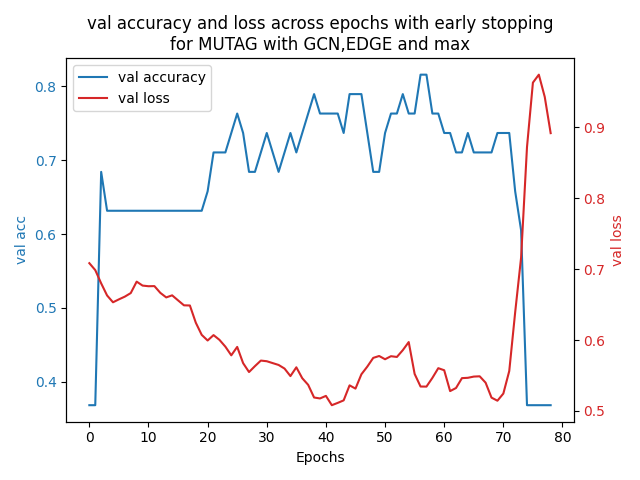 val accuracy and loss across epochs with early stopping
for MUTAG with GCN,EDGE and max
val accuracy
val loss
0.8
0.7
0.6
0.5
0.4
val acc
0.9
0.8
0.7
0.6
0.5
val loss
0 10 20 30 40 50 60 70 80
Epochs